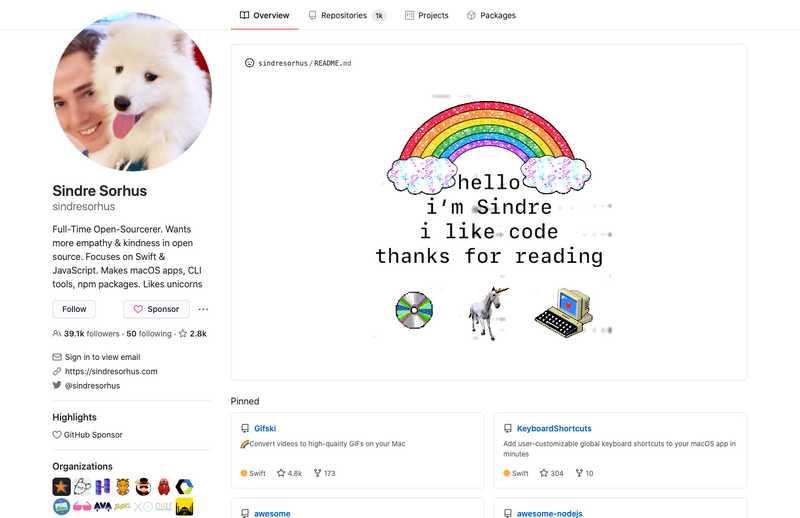 Overview
Repositories 1k
Projects
Packages
sindresorhus/README.md
hello
i'm Sindre
i like code
thanks for reading
Sindre Sorhus
sindresorhus
Full-Time Open-Sourcerer. Wants
more empathy & kindness in open
source. Focuses on Swift &
JavaScript. Makes macOS apps, CLI
tools, npm packages. Likes unicorns
Follow
Sponsor
39.1k followers · 50 following · 2.8k
Sign in to view email
https://sindresorhus.com
@sindresorhus
Highlights
GitHub Sponsor
Organizations
AVA
Pinned
Gifski
Convert videos to high-quality GIFs on your Mac
Swift 4.8k 173
KeyboardShortcuts
Add user-customizable global keyboard shortcuts to your macOS app in
minutes
Swift 304 10
awesome
awesome-nodejs